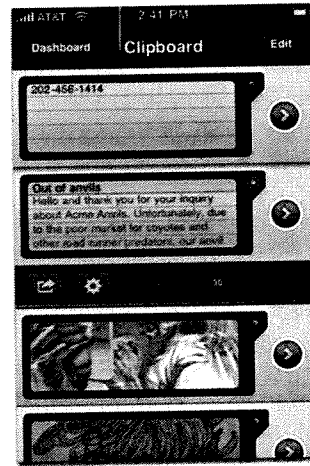 AT&T 2:41 PM
Dashboard Clipboard Edit
202-456-1414
Out of anvils
Hello and thank you for your inquiry
about Acme Anvils. Unfortunately, due
to the poor market for coyotes and
other road runner predators, our anvil